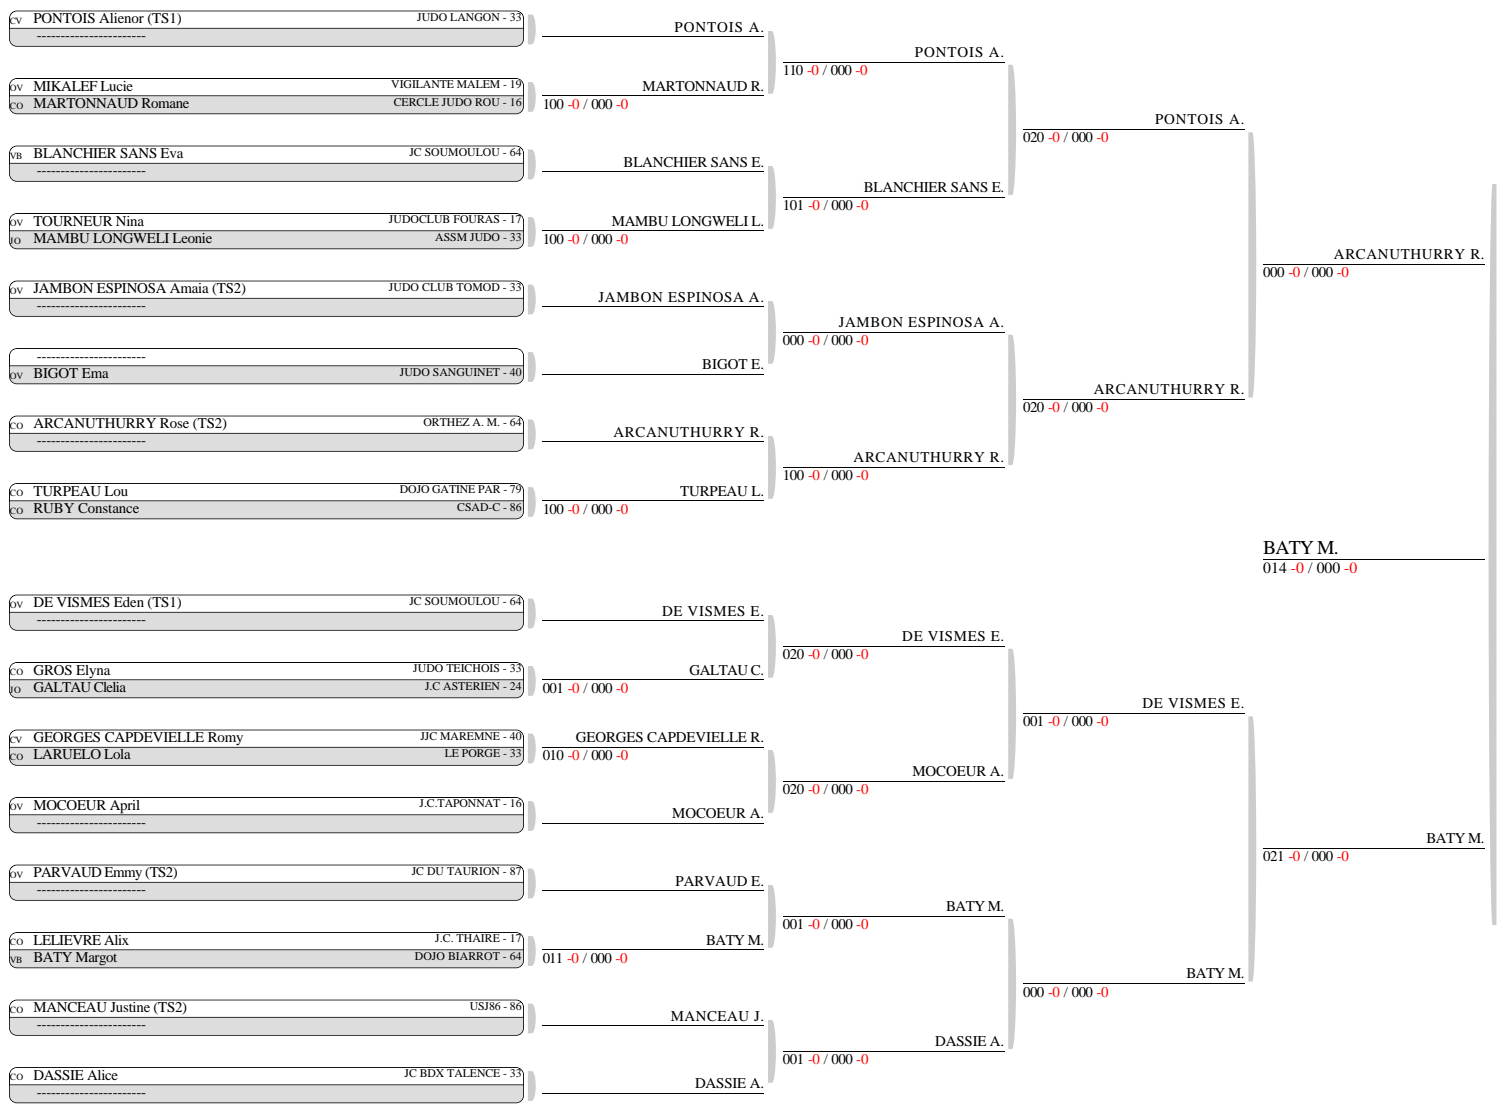 CV PONTOIS Alienor (TS1) JUDO LANGON - 33
-----------------------
OV MIKALEF Lucie VIGILANTE MALEM - 19
CO MARTONNAUD Romane CERCLE JUDO ROU - 16
VB BLANCHIER SANS Eva JC SOUMOULOU - 64
-----------------------
OV TOURNEUR Nina JUDOCLUB FOURAS - 17
JO MAMBU LONGWELI Leonie ASSM JUDO - 33
OV JAMBON ESPINOSA Amaia (TS2) JUDO CLUB TOMOD - 33
-----------------------
-----------------------
OV BIGOT Ema JUDO SANGUINET - 40
CO ARCANUTHURRY Rose (TS2) ORTHEZ A. M. - 64
-----------------------
CO TURPEAU Lou DOJO GATINE PAR - 79
CO RUBY Constance CSAD-C - 86
OV DE VISMES Eden (TS1) JC SOUMOULOU - 64
-----------------------
CO GROS Elyna JUDO TEICHOIS - 33
JO GALTAU Clelia J.C ASTERIEN - 24
CV GEORGES CAPDEVIELLE Romy JJC MAREMNE - 40
CO LARUELO Lola LE PORGE - 33
OV MOCOEUR April J.C.TAPONNAT - 16
-----------------------
OV PARVAUD Emmy (TS2) JC DU TAURION - 87
-----------------------
CO LELIEVRE Alix J.C. THAIRE - 17
VB BATY Margot DOJO BIARROT - 64
CO MANCEAU Justine (TS2) USJ86 - 86
-----------------------
CO DASSIE Alice JC BDX TALENCE - 33
-----------------------
PONTOIS A.
MARTONNAUD R.
100 -0 / 000 -0
BLANCHIER SANS E.
MAMBU LONGWELI L.
100 -0 / 000 -0
JAMBON ESPINOSA A.
BIGOT E.
ARCANUTHURRY R.
TURPEAU L.
100 -0 / 000 -0
DE VISMES E.
GALTAU C.
001 -0 / 000 -0
GEORGES CAPDEVIELLE R.
010 -0 / 000 -0
MOCOEUR A.
PARVAUD E.
BATY M.
011 -0 / 000 -0
MANCEAU J.
DASSIE A.
PONTOIS A.
110 -0 / 000 -0
BLANCHIER SANS E.
101 -0 / 000 -0
JAMBON ESPINOSA A.
000 -0 / 000 -0
ARCANUTHURRY R.
100 -0 / 000 -0
DE VISMES E.
020 -0 / 000 -0
MOCOEUR A.
020 -0 / 000 -0
BATY M.
001 -0 / 000 -0
DASSIE A.
001 -0 / 000 -0
PONTOIS A.
020 -0 / 000 -0
ARCANUTHURRY R.
020 -0 / 000 -0
DE VISMES E.
001 -0 / 000 -0
BATY M.
000 -0 / 000 -0
ARCANUTHURRY R.
000 -0 / 000 -0
BATY M.
014 -0 / 000 -0
BATY M.
021 -0 / 000 -0